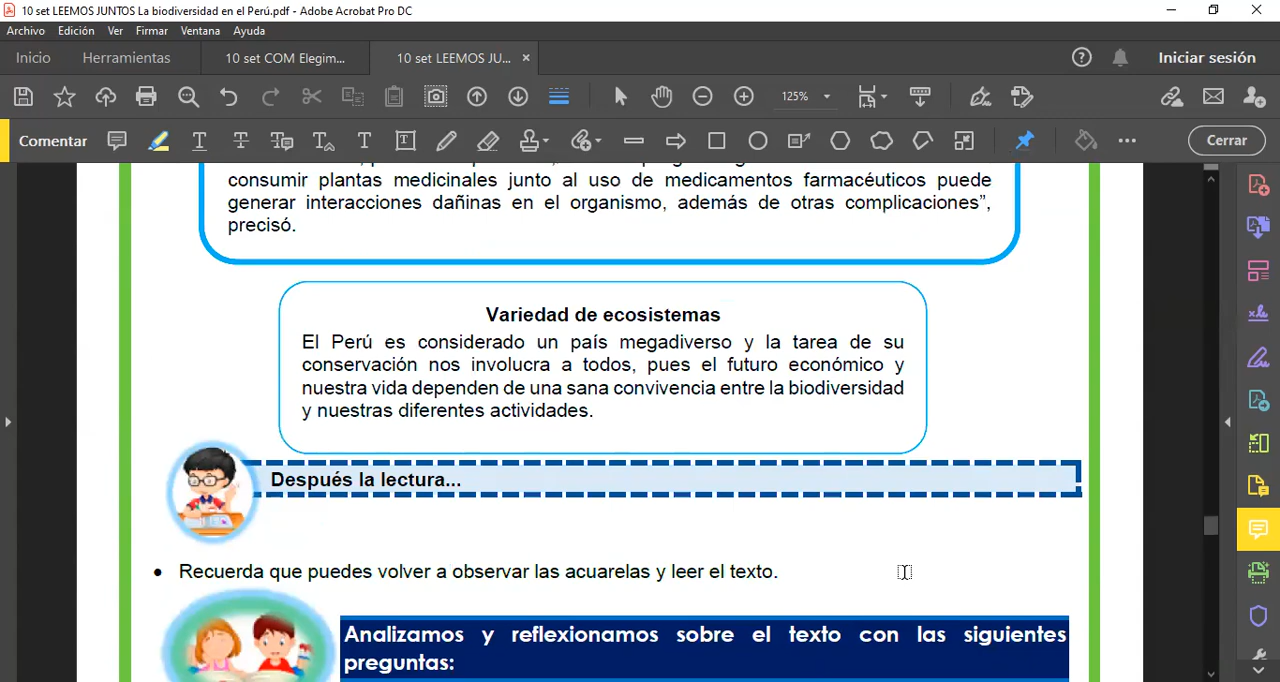 10 set LEEMOS JUNTOS La biodiversidad en el Perú.pdf - Adobe Acrobat Pro DC
Archivo Edición Ver Firmar Ventana Ayuda
Inicio Herramientas 10 set COM Elegim... 10 set LEEMOS JU... × Iniciar sesión
125%
Comentar Cerrar
consumir plantas medicinales junto al uso de medicamentos farmacéuticos puede
generar interacciones dañinas en el organismo, además de otras complicaciones”,
precisó.
Variedad de ecosistemas
El Perú es considerado un país megadiverso y la tarea de su
conservación nos involucra a todos, pues el futuro económico y
nuestra vida dependen de una sana convivencia entre la biodiversidad
y nuestras diferentes actividades.
Después la lectura...
• Recuerda que puedes volver a observar las acuarelas y leer el texto.
Analizamos y reflexionamos sobre el texto con las siguientes
preguntas: